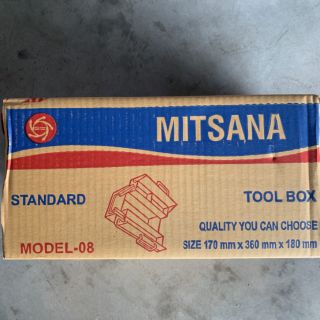 MITSANA
STANDARD
TOOL BOX
QUALITY YOU CAN CHOOSE
MODEL-08
SIZE 170 mm x 360 mm x 180 mm